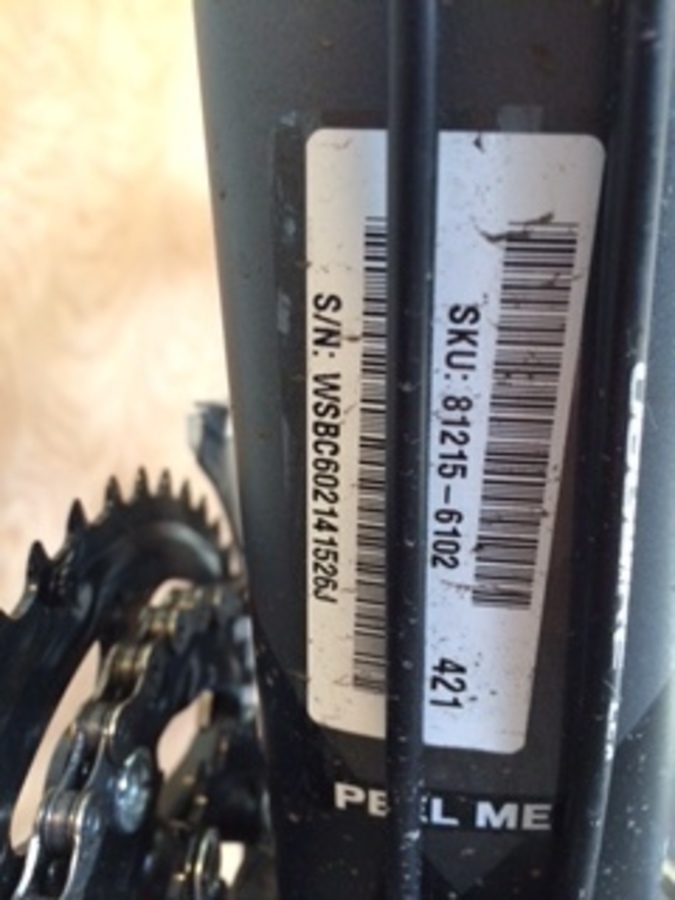 SKU: 81215-6102 421
S/N: WSBC602141526J
PEEL ME